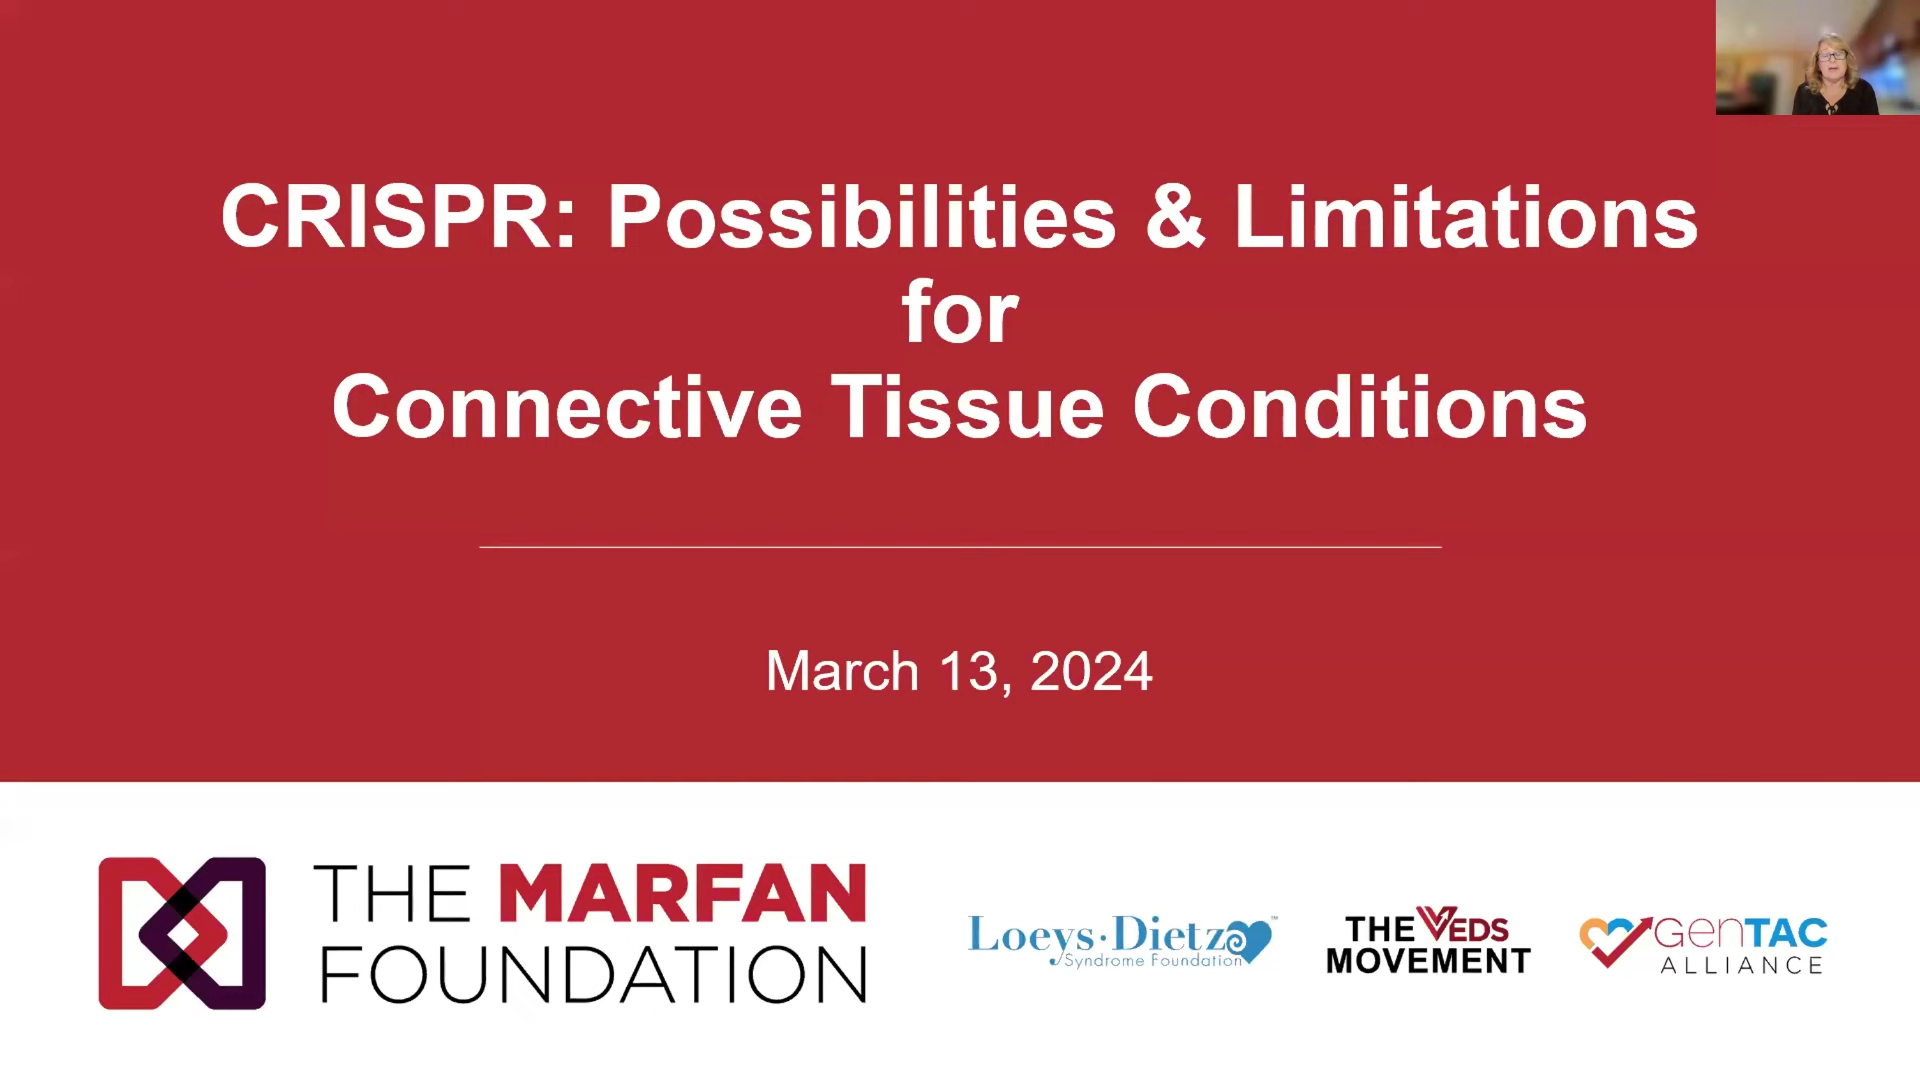 CRISPR: Possibilities & Limitations
for
Connective Tissue Conditions
March 13, 2024
THE MARFAN
FOUNDATION
Loeys·Dietz™
Syndrome Foundation
THE VEDS
MOVEMENT
GenTAC
ALLIANCE